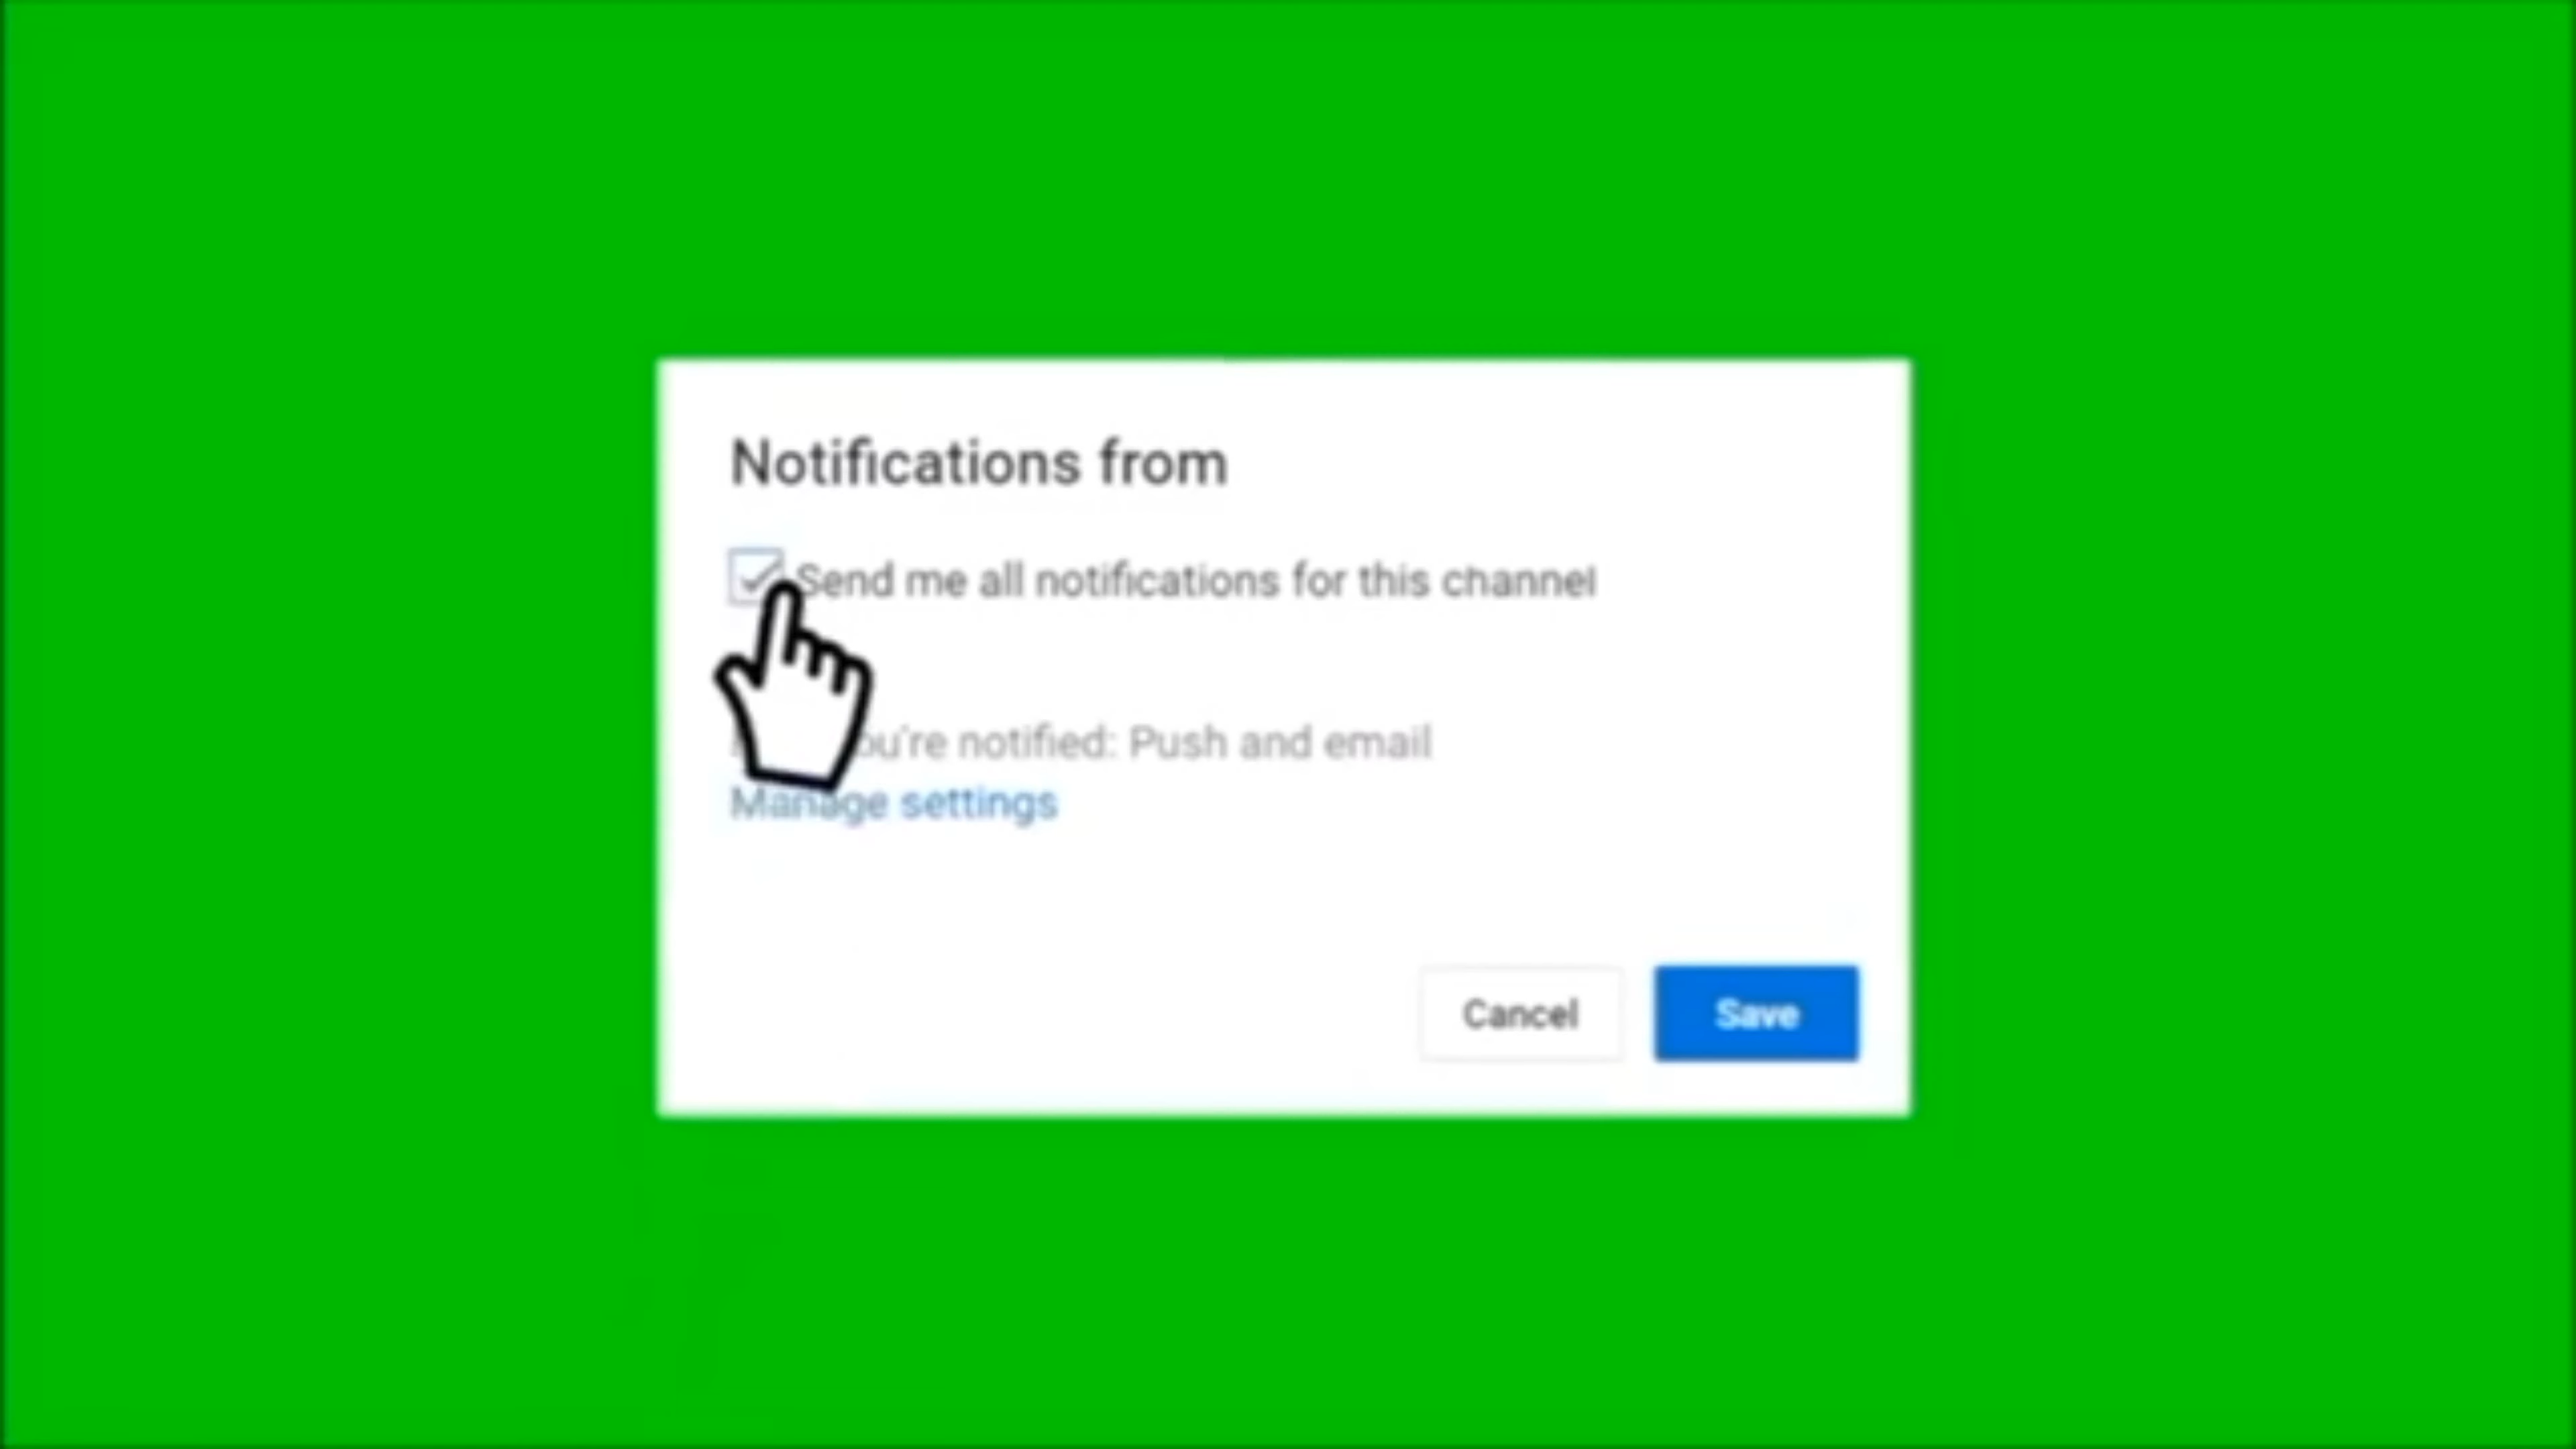 Notifications from
Send me all notifications for this channel
ou're notified: Push and email
Manage settings
Cancel
Save